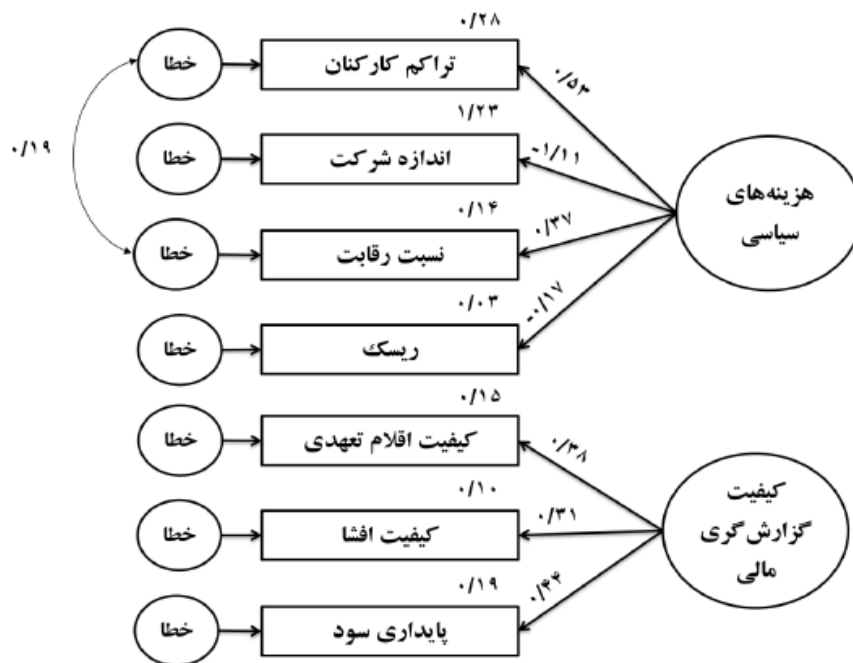 ۰/۲۸
خطا
تراکم کارکنان
۰/۵۳
۱/۲۳
۰/۱۹
خطا
اندازه شرکت
-۱/۱۱
هزینه‌های
سیاسی
۰/۱۴
خطا
نسبت رقابت
۰/۳۷
۰/۰۳
خطا
ریسک
-۰/۱۷
۰/۱۵
خطا
کیفیت اقلام تعهدی
۰/۳۸
۰/۱۰
خطا
کیفیت افشا
۰/۳۱
کیفیت
گزارش‌گری
مالی
۰/۱۹
خطا
پایداری سود
۰/۴۴